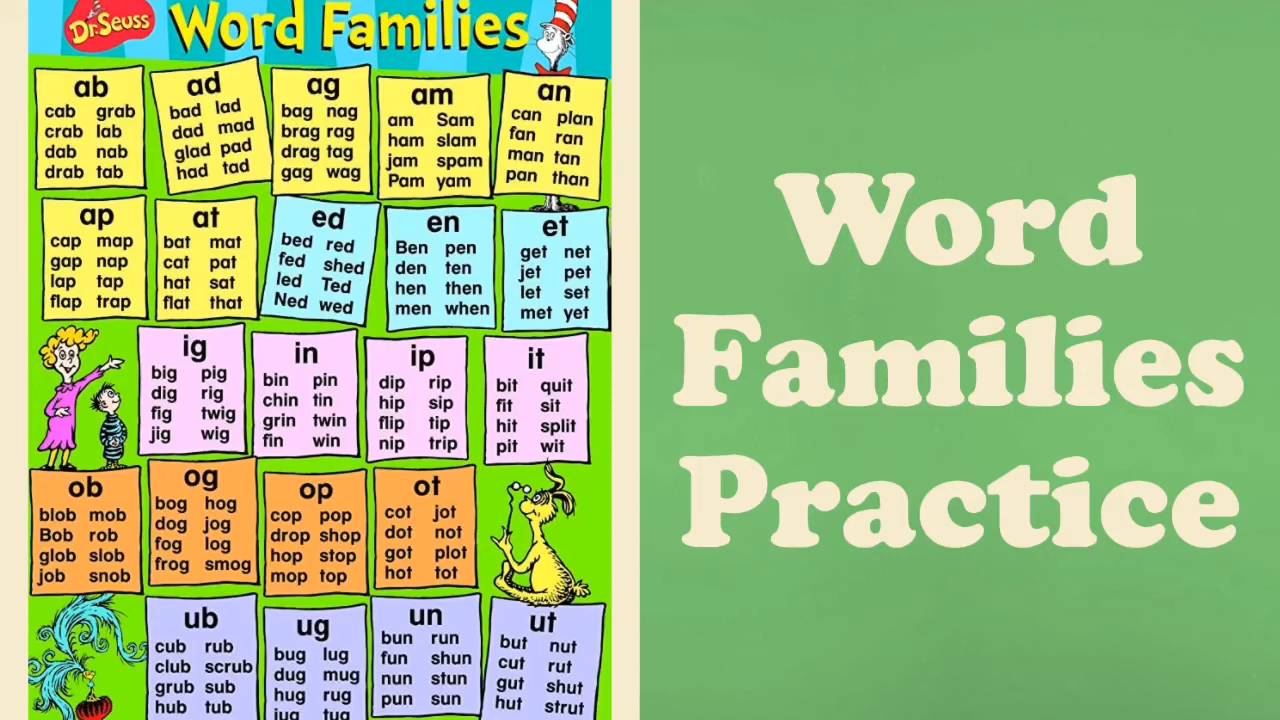 Dr. Seuss Word Families
ab
cab grab
crab lab
dab nab
drab tab
ad
bad lad
dad mad
glad pad
had tad
ag
bag nag
brag rag
drag tag
gag wag
am
am Sam
ham slam
jam spam
Pam yam
an
can plan
fan ran
man tan
pan than
ap
cap map
gap nap
lap tap
flap trap
at
bat mat
cat pat
hat sat
flat that
ed
bed red
fed shed
led Ted
Ned wed
en
Ben pen
den ten
hen then
men when
et
get net
jet pet
let set
met yet
ig
big pig
dig rig
fig twig
jig wig
in
bin pin
chin tin
grin twin
fin win
ip
dip rip
hip sip
flip tip
nip trip
it
bit quit
fit sit
hit split
pit wit
ob
blob mob
Bob rob
glob slob
job snob
og
bog hog
dog jog
fog log
frog smog
op
cop pop
drop shop
hop stop
mop top
ot
cot jot
dot not
got plot
hot tot
ub
cub rub
club scrub
grub sub
hub tub
ug
bug lug
dug mug
hug rug
jug tug
un
bun run
fun shun
nun stun
pun sun
ut
but nut
cut rut
gut shut
hut strut
Word
Families
Practice